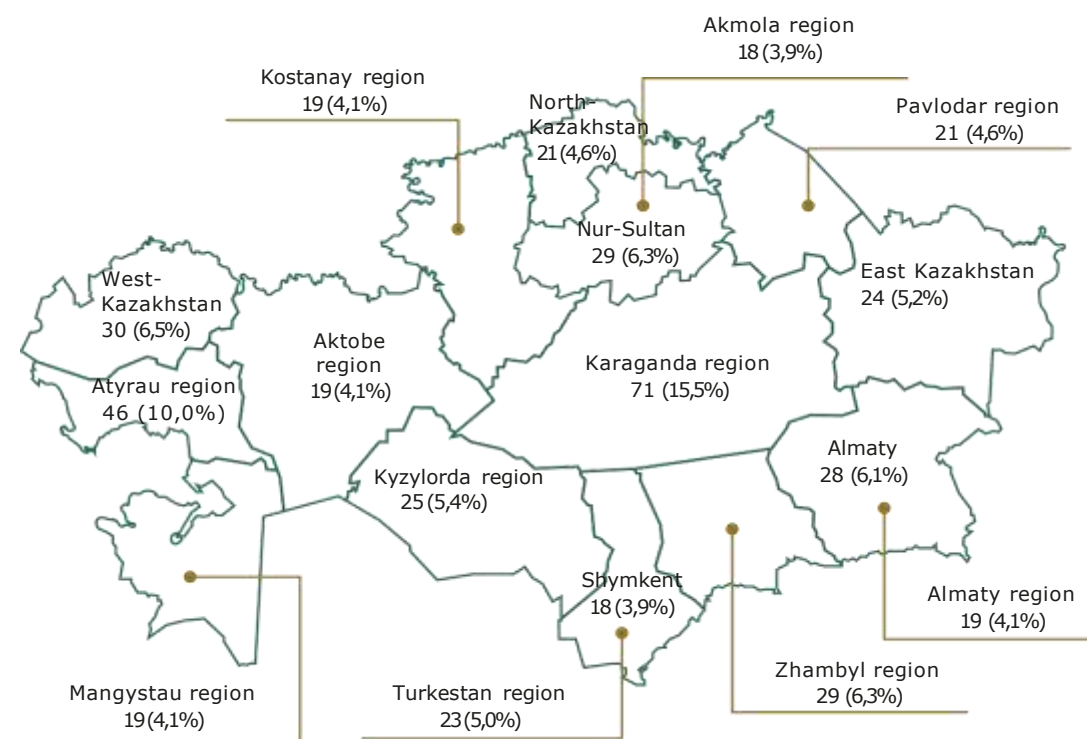 Akmola region
18 (3,9%)
Kostanay region
19 (4,1%)
North-
Kazakhstan
21 (4,6%)
Pavlodar region
21 (4,6%)
Nur-Sultan
29 (6,3%)
West-
Kazakhstan
30 (6,5%)
East Kazakhstan
24 (5,2%)
Aktobe
region
19 (4,1%)
Karaganda region
71 (15,5%)
Atyrau region
46 (10,0%)
Almaty
28 (6,1%)
Kyzylorda region
25 (5,4%)
Shymkent
18 (3,9%)
Almaty region
19 (4,1%)
Zhambyl region
29 (6,3%)
Mangystau region
19 (4,1%)
Turkestan region
23 (5,0%)